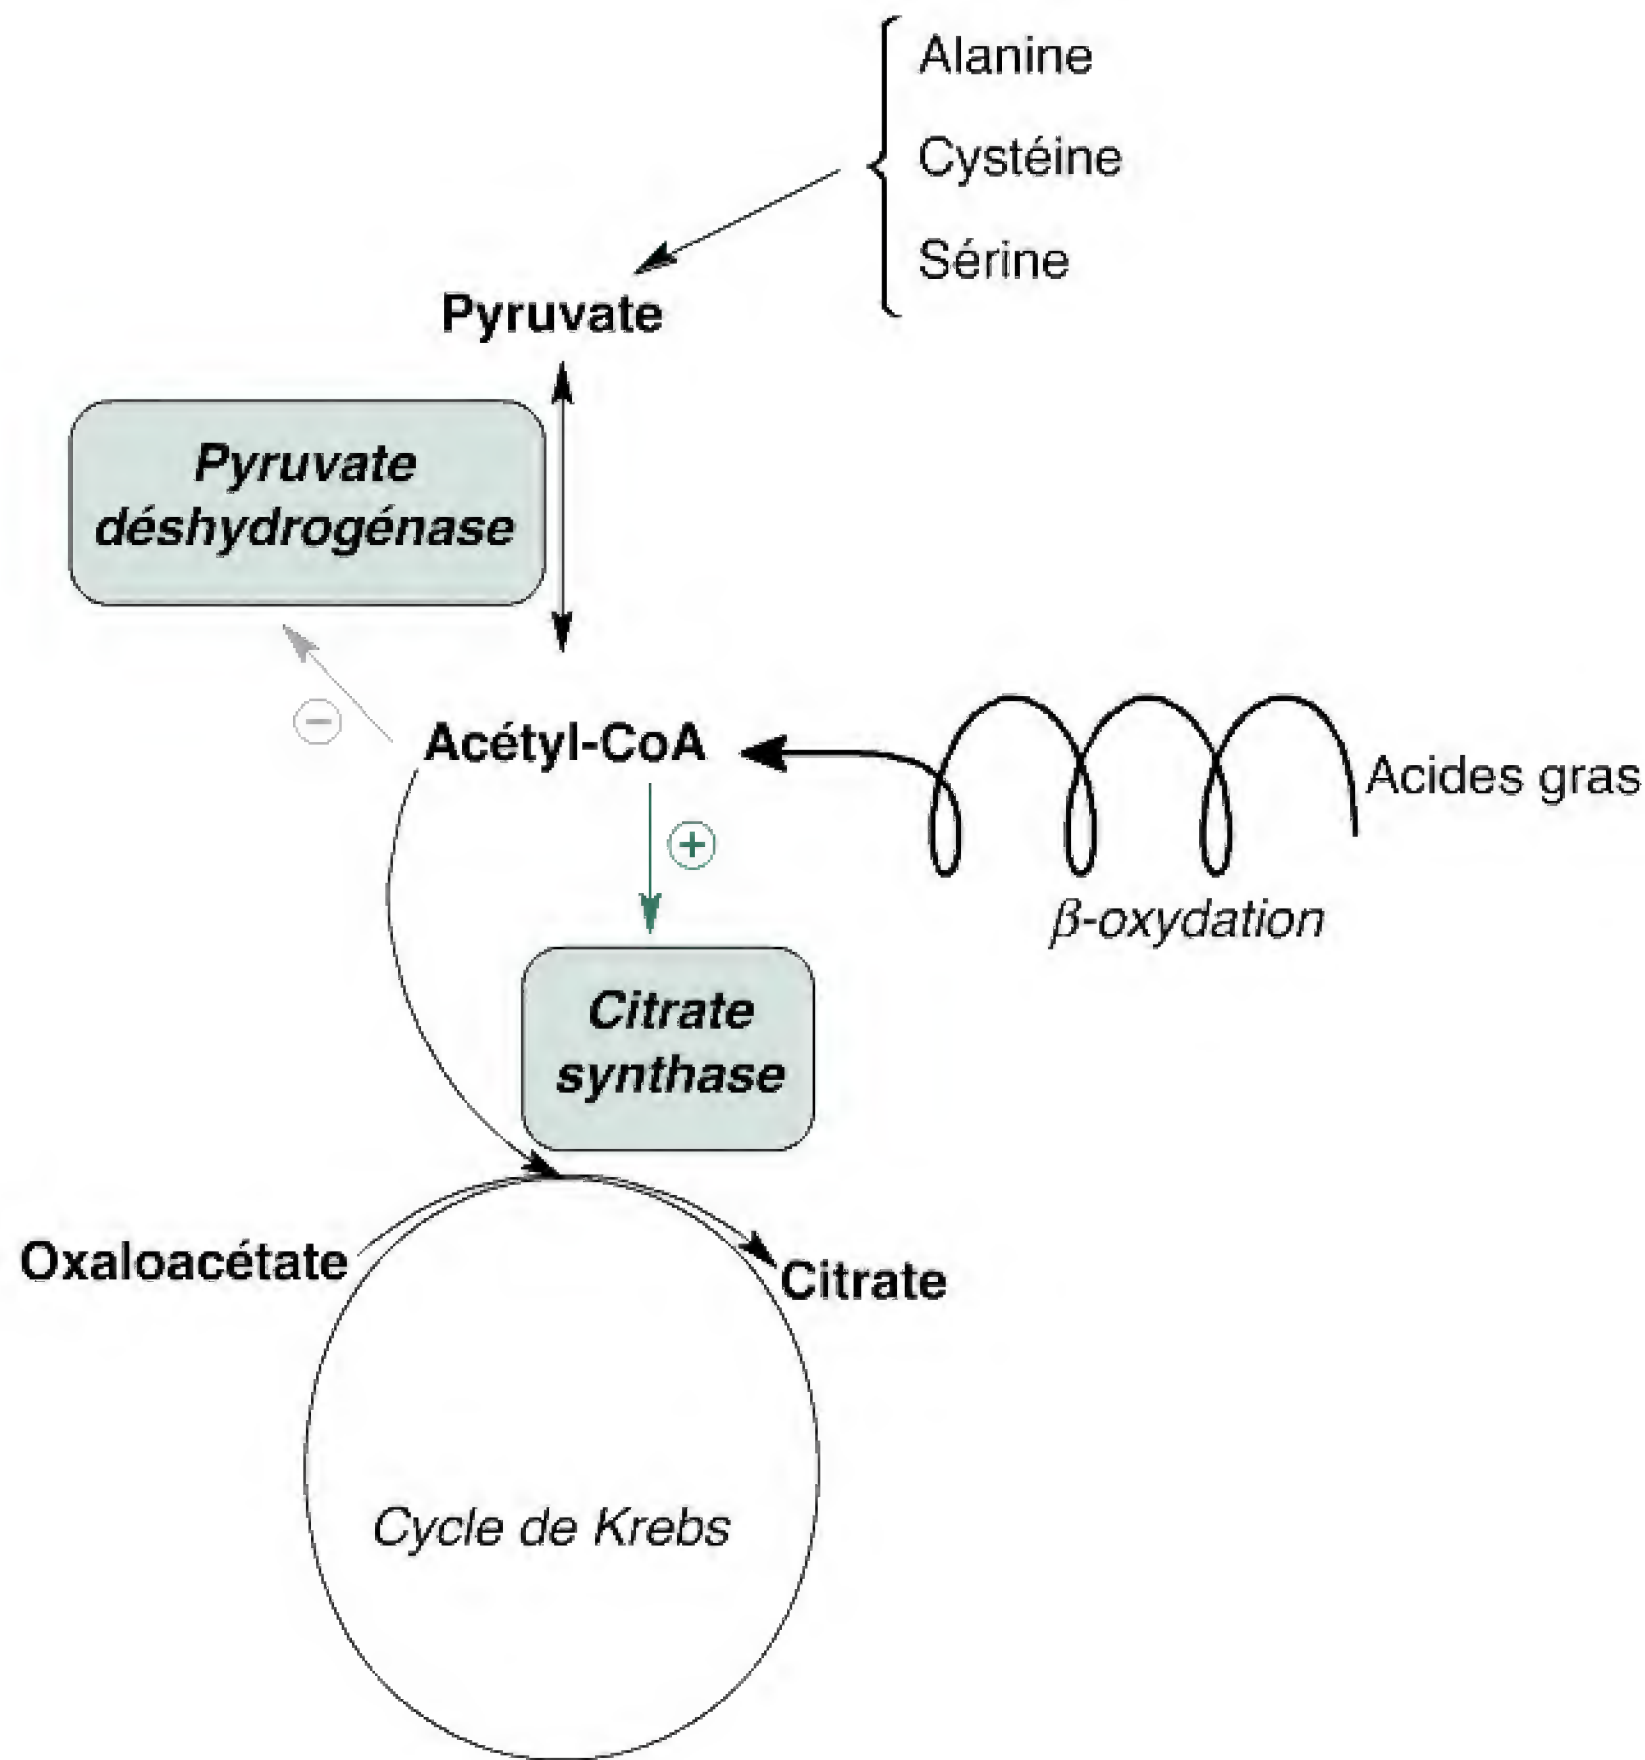 Alanine
Cystéine
Sérine
Pyruvate
Pyruvate
déshydrogénase
−
Acétyl-CoA
Acides gras
+
β-oxydation
Citrate
synthase
Oxaloacétate
Citrate
Cycle de Krebs